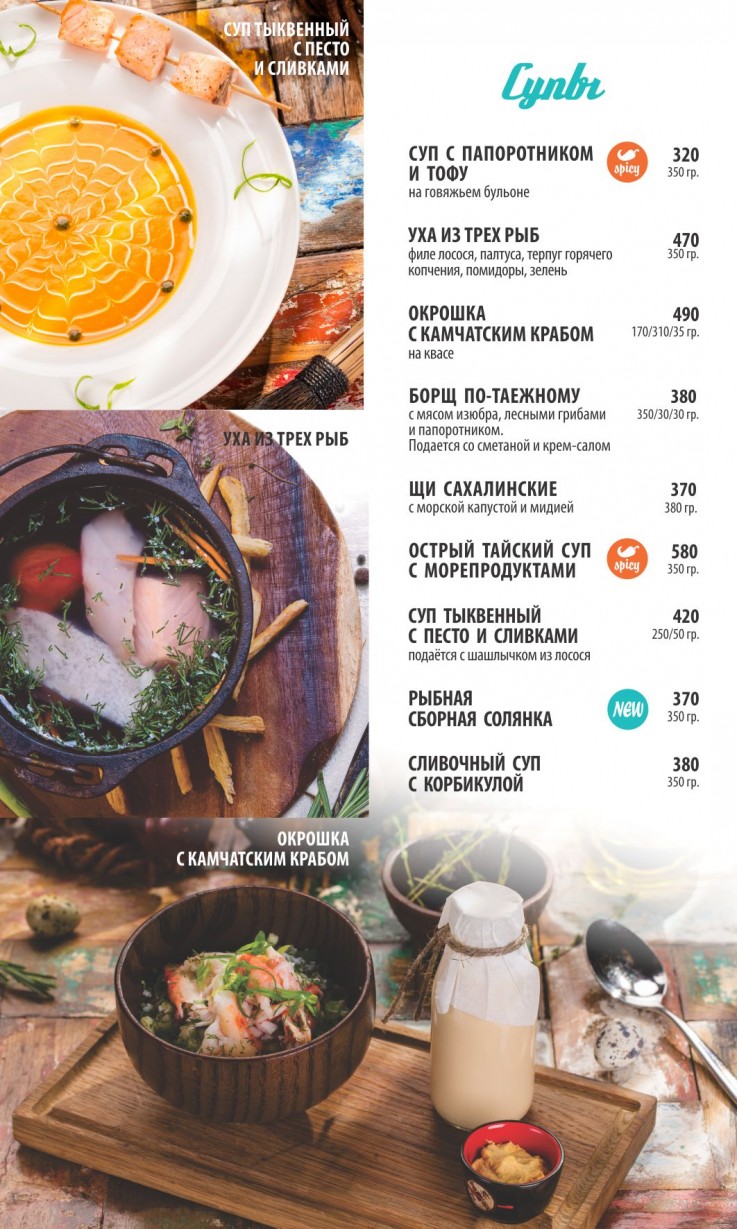 СУП ТЫКВЕННЫЙ
С ПЕСТО
И СЛИВКАМИ
Супы
СУП С ПАПОРОТНИКОМ
И ТОФУ
на говяжьем бульоне
spicy
320
350 гр.
УХА ИЗ ТРЕХ РЫБ
филе лосося, палтуса, терпуг горячего
копчения, помидоры, зелень
470
350 гр.
ОКРОШКА
С КАМЧАТСКИМ КРАБОМ
на квасе
490
170/310/35 гр.
БОРЩ ПО-ТАЕЖНОМУ
с мясом изюбра, лесными грибами
и папоротником.
Подается со сметаной и крем-салом
380
350/30/30 гр.
УХА ИЗ ТРЕХ РЫБ
ЩИ САХАЛИНСКИЕ
с морской капустой и мидией
370
380 гр.
ОСТРЫЙ ТАЙСКИЙ СУП
С МОРЕПРОДУКТАМИ
spicy
580
350 гр.
СУП ТЫКВЕННЫЙ
С ПЕСТО И СЛИВКАМИ
подаётся с шашлычком из лосося
420
250/50 гр.
РЫБНАЯ
СБОРНАЯ СОЛЯНКА
NEW
370
350 гр.
СЛИВОЧНЫЙ СУП
С КОРБИКУЛОЙ
380
350 гр.
ОКРОШКА
С КАМЧАТСКИМ КРАБОМ